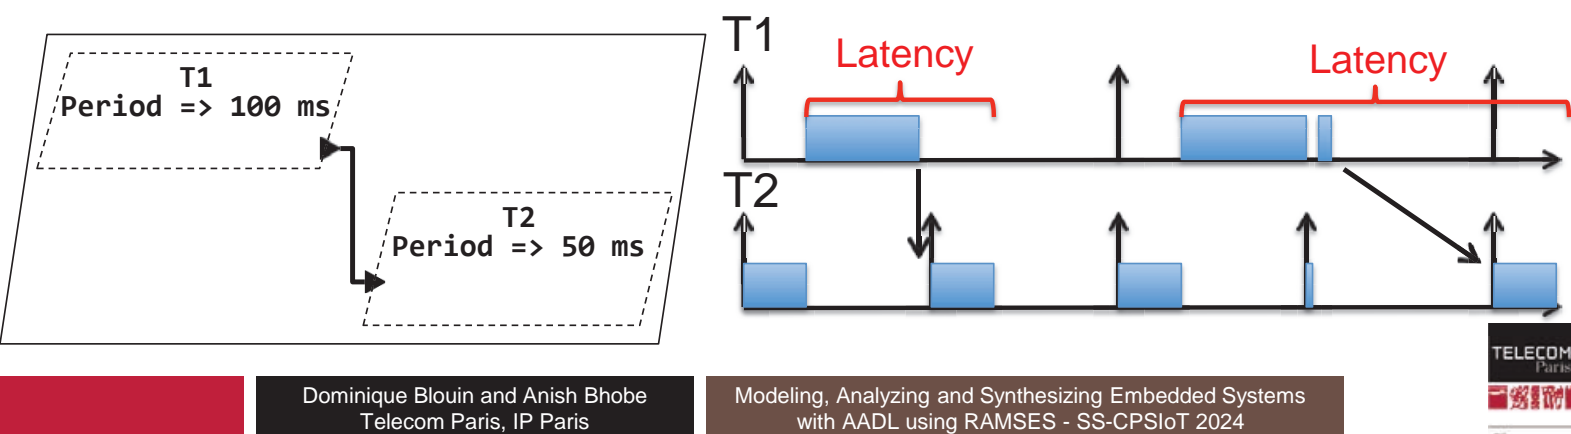 T1
Period => 100 ms
T2
Period => 50 ms
T1
Latency
Latency
T2
Dominique Blouin and Anish Bhobe
Telecom Paris, IP Paris
Modeling, Analyzing and Synthesizing Embedded Systems
with AADL using RAMSES - SS-CPSIoT 2024
TELECOM
Paris